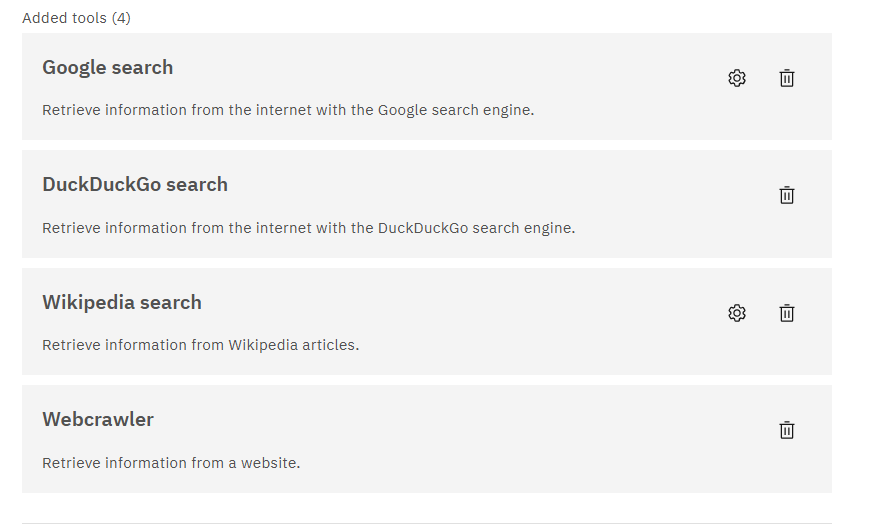 Added tools (4)
Google search
Retrieve information from the internet with the Google search engine.
DuckDuckGo search
Retrieve information from the internet with the DuckDuckGo search engine.
Wikipedia search
Retrieve information from Wikipedia articles.
Webcrawler
Retrieve information from a website.